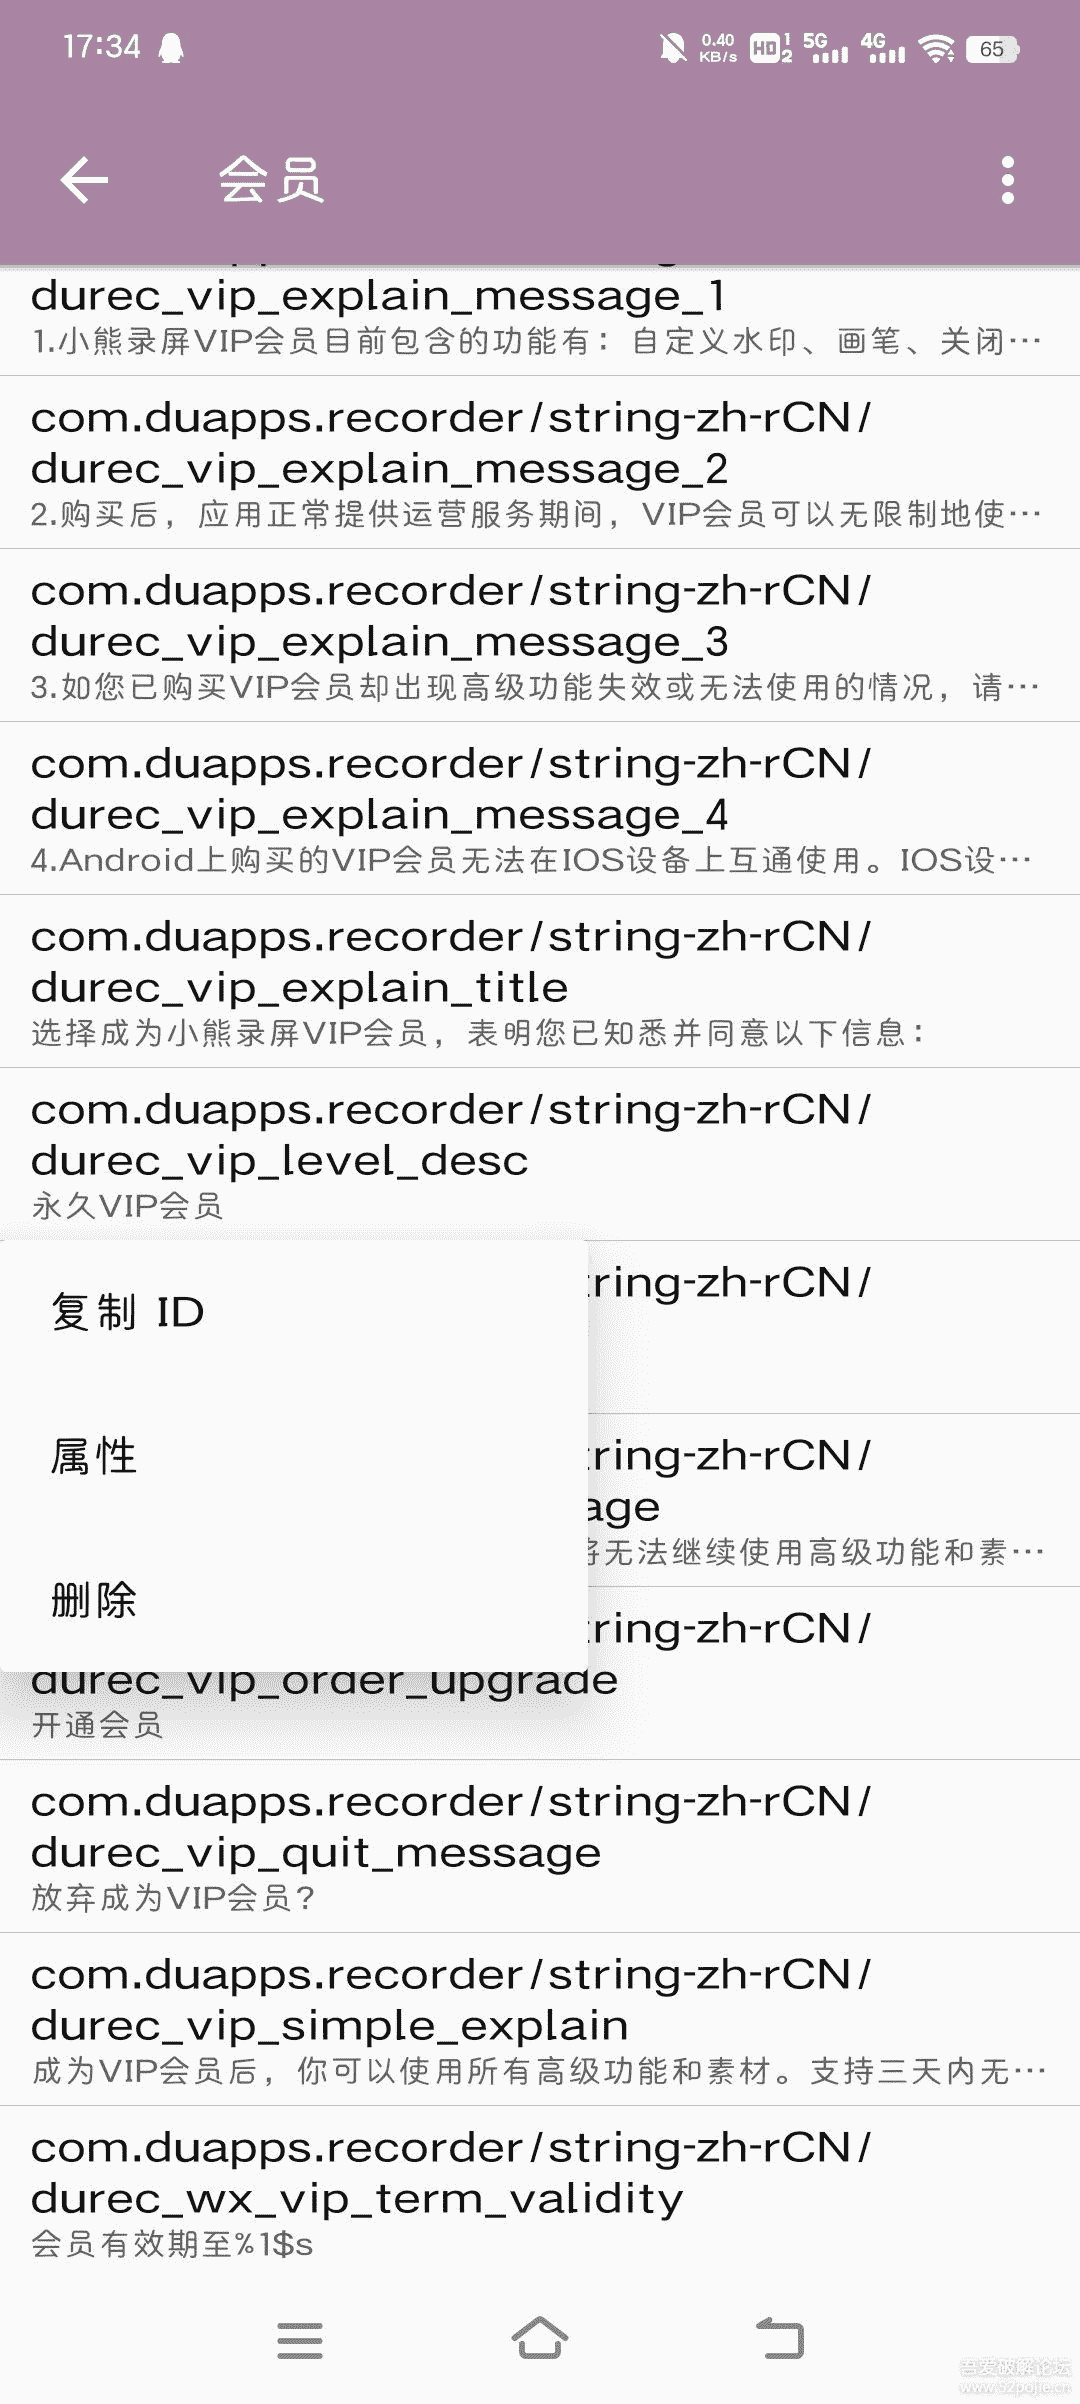 17:34
0.40 KB/s HD 1 2 5G 4G 65
会员
durec_vip_explain_message_1
1.小熊录屏VIP会员目前包含的功能有：自定义水印、画笔、关闭…
com.duapps.recorder/string-zh-rCN/
durec_vip_explain_message_2
2.购买后，应用正常提供运营服务期间，VIP会员可以无限制地使…
com.duapps.recorder/string-zh-rCN/
durec_vip_explain_message_3
3.如您已购买VIP会员却出现高级功能失效或无法使用的情况，请…
com.duapps.recorder/string-zh-rCN/
durec_vip_explain_message_4
4.Android上购买的VIP会员无法在IOS设备上互通使用。IOS设…
com.duapps.recorder/string-zh-rCN/
durec_vip_explain_title
选择成为小熊录屏VIP会员，表明您已知悉并同意以下信息：
com.duapps.recorder/string-zh-rCN/
durec_vip_level_desc
永久VIP会员
ring-zh-rCN/
复制 ID
属性
ring-zh-rCN/
age
无法继续使用高级功能和素…
删除
ring-zh-rCN/
durec_vip_order_upgrade
开通会员
com.duapps.recorder/string-zh-rCN/
durec_vip_quit_message
放弃成为VIP会员？
com.duapps.recorder/string-zh-rCN/
durec_vip_simple_explain
成为VIP会员后，你可以使用所有高级功能和素材。支持三天内无…
com.duapps.recorder/string-zh-rCN/
durec_wx_vip_term_validity
会员有效期至%1$s
吾爱破解论坛
www.52pojie.cn